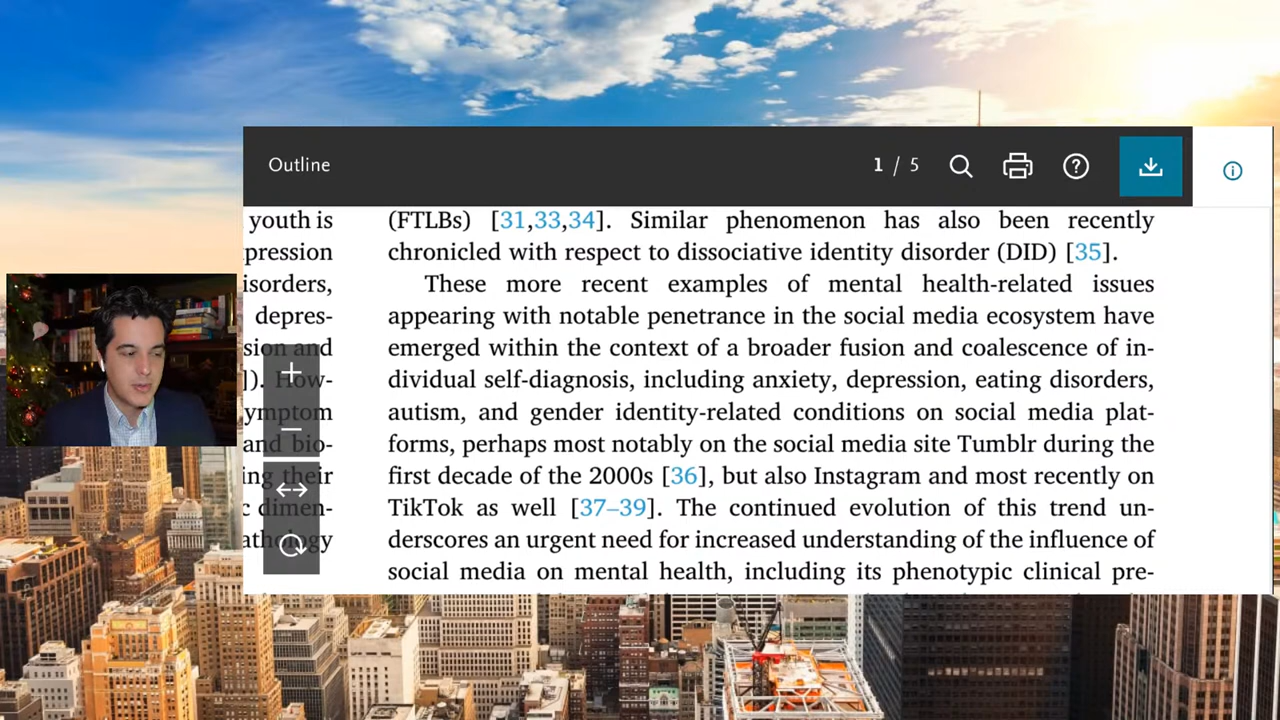 Outline
1 / 5
youth is
pression
isorders,
depres-
sion and
]). How-
ymptom
and bio-
ing their
c dimen-
athology
(FTLBs) [31,33,34]. Similar phenomenon has also been recently
chronicled with respect to dissociative identity disorder (DID) [35].
These more recent examples of mental health-related issues
appearing with notable penetrance in the social media ecosystem have
emerged within the context of a broader fusion and coalescence of in-
dividual self-diagnosis, including anxiety, depression, eating disorders,
autism, and gender identity-related conditions on social media plat-
forms, perhaps most notably on the social media site Tumblr during the
first decade of the 2000s [36], but also Instagram and most recently on
TikTok as well [37–39]. The continued evolution of this trend un-
derscores an urgent need for increased understanding of the influence of
social media on mental health, including its phenotypic clinical pre-